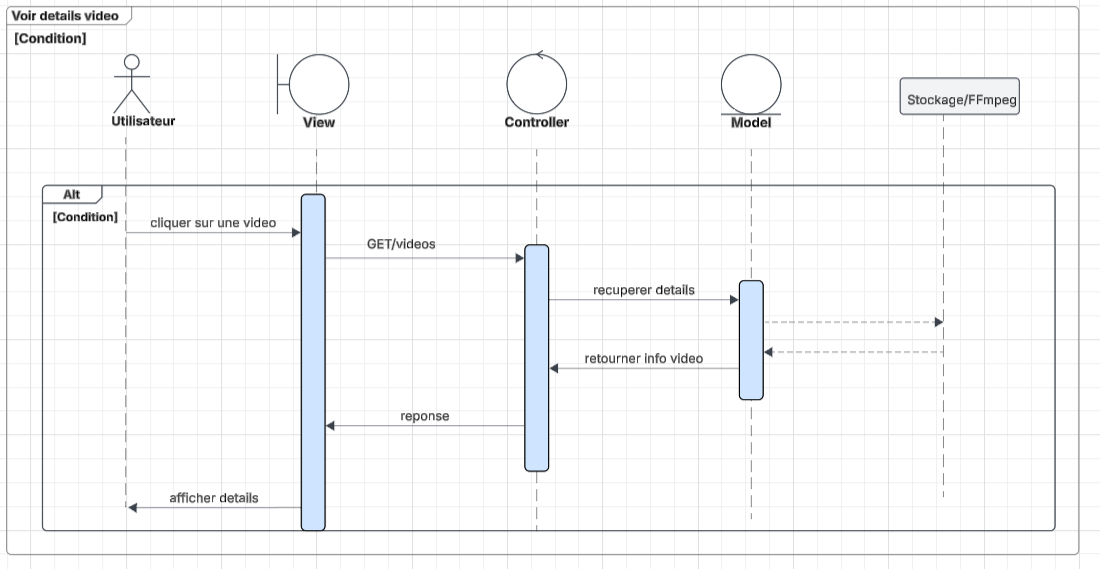 Voir details video
[Condition]
Utilisateur
View
Controller
Model
Stockage/FFmpeg
Alt
[Condition]
cliquer sur une video
GET/videos
recuperer details
retourner info video
reponse
afficher details